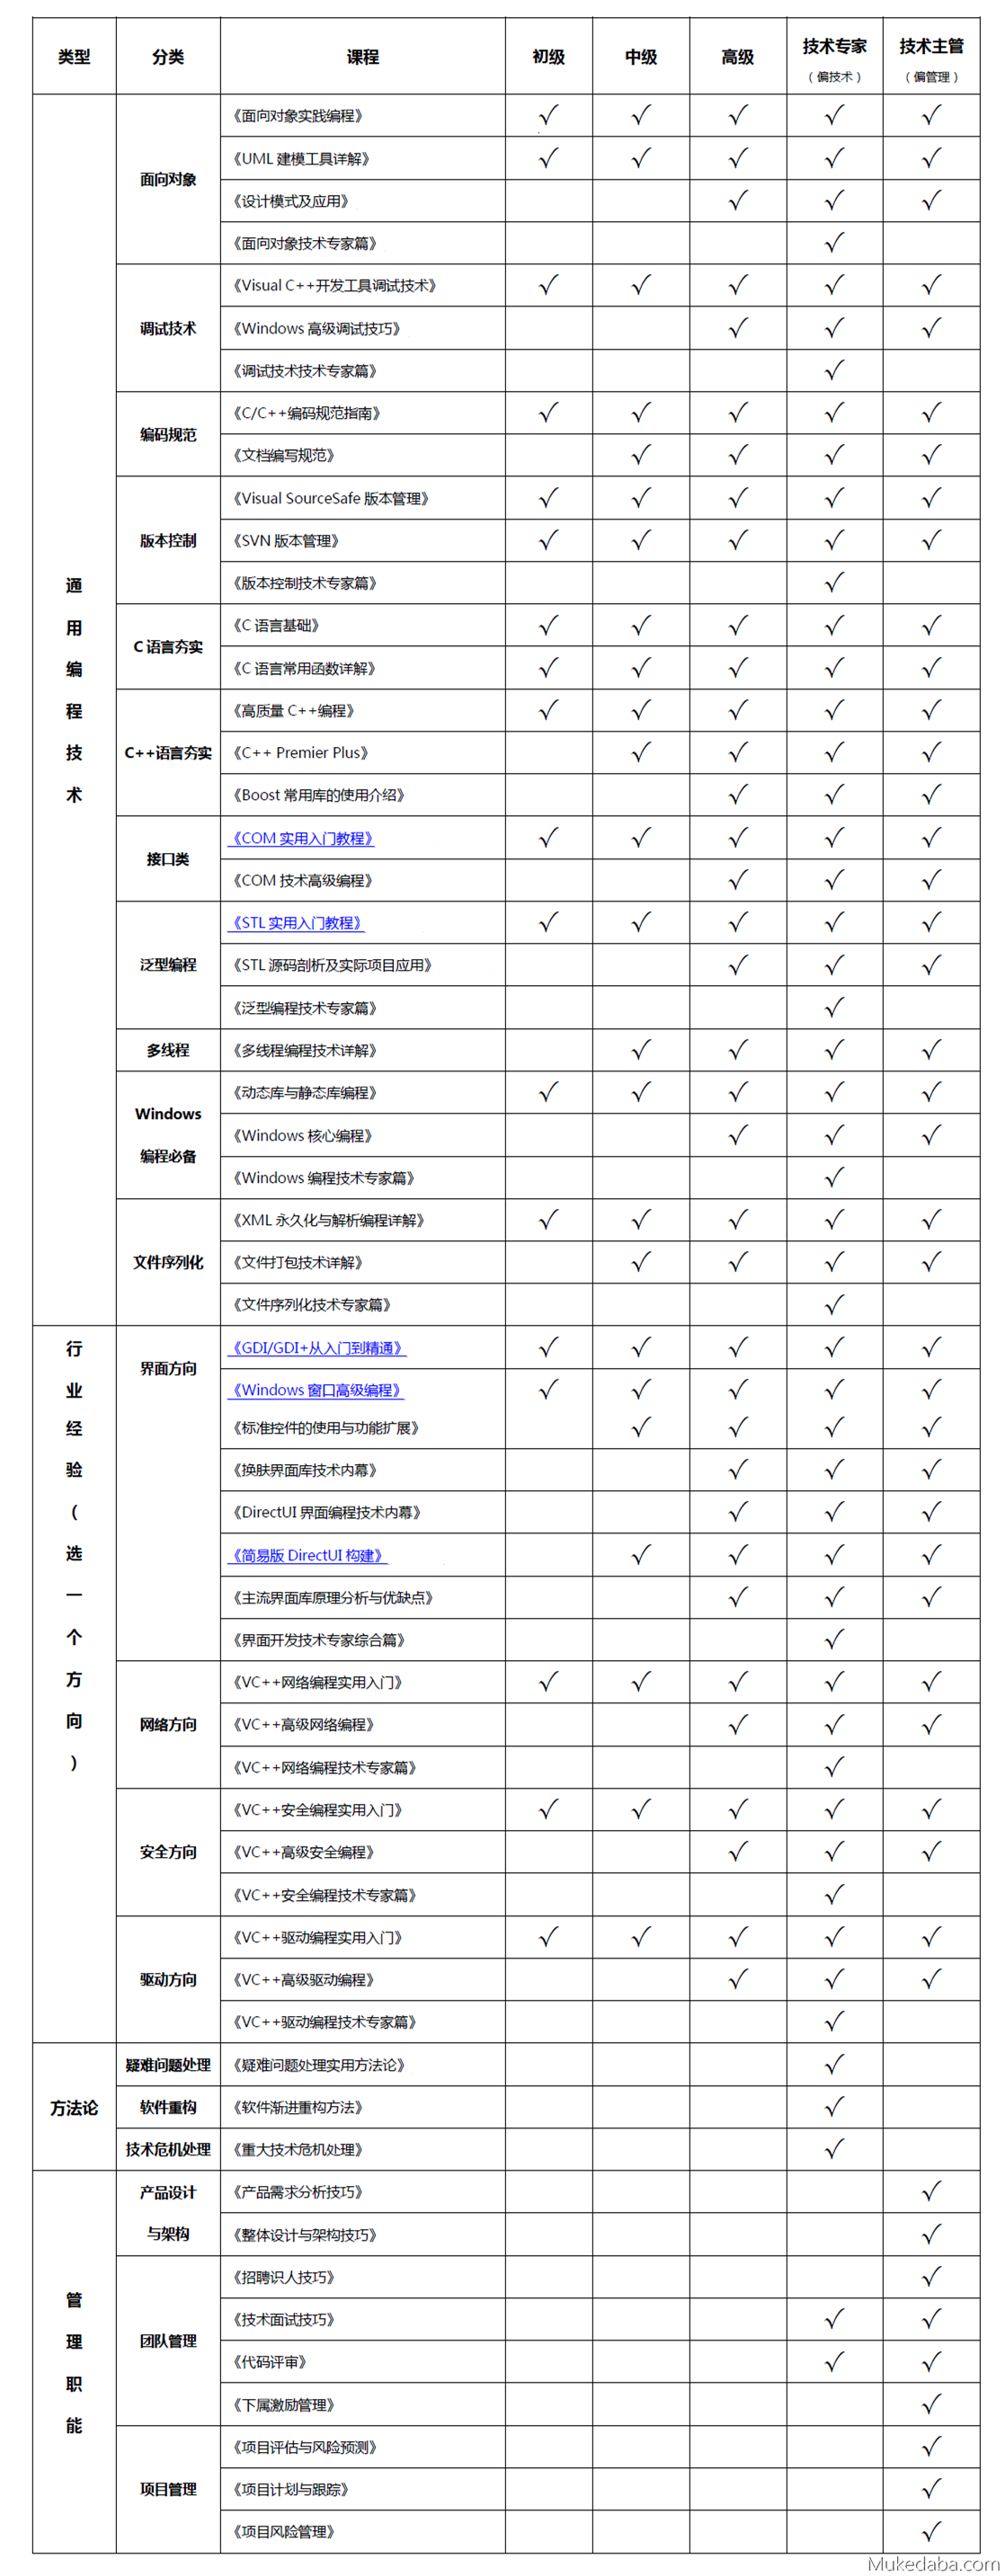 类型 分类 课程 初级 中级 高级 技术专家 技术主管
（偏技术） （偏管理）
通用编程技术
面向对象
《面向对象实践编程》 √ √ √ √ √
《UML 建模工具详解》 √ √ √ √ √
《设计模式及应用》 √ √ √
《面向对象技术专家篇》 √
调试技术
《Visual C++开发工具调试技术》 √ √ √ √ √
《Windows 高级调试技巧》 √ √ √
《调试技术技术专家篇》 √
编码规范
《C/C++编码规范指南》 √ √ √ √ √
《文档编写规范》 √ √ √ √
版本控制
《Visual SourceSafe 版本管理》 √ √ √ √ √
《SVN 版本管理》 √ √ √ √ √
《版本控制技术专家篇》 √
C 语言夯实
《C 语言基础》 √ √ √ √ √
《C 语言常用函数详解》 √ √ √ √ √
C++语言夯实
《高质量 C++编程》 √ √ √ √ √
《C++ Premier Plus》 √ √ √ √
《Boost 常用库的使用介绍》 √ √ √
接口类
《COM 实用入门教程》 √ √ √ √ √
《COM 技术高级编程》 √ √ √
泛型编程
《STL 实用入门教程》 √ √ √ √ √
《STL 源码剖析及实际项目应用》 √ √ √
《泛型编程技术专家篇》 √
多线程
《多线程编程技术详解》 √ √ √ √
Windows
编程必备
《动态库与静态库编程》 √ √ √ √ √
《Windows 核心编程》 √ √ √
《Windows 编程技术专家篇》 √
文件序列化
《XML 永久化与解析编程详解》 √ √ √ √ √
《文件打包技术详解》 √ √ √ √
《文件序列化技术专家篇》 √
行业经验（选一个方向）
界面方向
《GDI/GDI+从入门到精通》 √ √ √ √ √
《Windows 窗口高级编程》 √ √ √ √ √
《标准控件的使用与功能扩展》 √ √ √ √
《换肤界面库技术内幕》 √ √ √
《DirectUI 界面编程技术内幕》 √ √ √
《简易版 DirectUI 构建》 √ √ √ √
《主流界面库原理分析与优缺点》 √ √ √
《界面开发技术专家综合篇》 √
网络方向
《VC++网络编程实用入门》 √ √ √ √ √
《VC++高级网络编程》 √ √ √
《VC++网络编程技术专家篇》 √
安全方向
《VC++安全编程实用入门》 √ √ √ √ √
《VC++高级安全编程》 √ √ √
《VC++安全编程技术专家篇》 √
驱动方向
《VC++驱动编程实用入门》 √ √ √ √ √
《VC++高级驱动编程》 √ √ √
《VC++驱动编程技术专家篇》 √
方法论
疑难问题处理 《疑难问题处理实用方法论》 √
软件重构 《软件渐进重构方法》 √
技术危机处理 《重大技术危机处理》 √
管理职能
产品设计
与架构
《产品需求分析技巧》 √
《整体设计与架构技巧》 √
团队管理
《招聘识人技巧》 √
《技术面试技巧》 √ √
《代码评审》 √ √
《下属激励管理》 √
项目管理
《项目评估与风险预测》 √
《项目计划与跟踪》 √
《项目风险管理》 √
Mukedaba.com